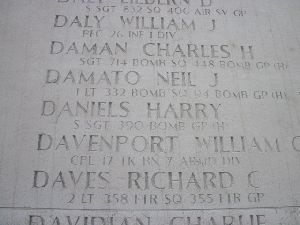 DALY WILLIAM J
PFC 26 INF 1 DIV
DAMAN CHARLES H
S SGT 714 BOMB SQ 448 BOMB GP (H)
DAMATO NEIL J
1 LT 332 BOMB SQ 94 BOMB GP (H)
DANIELS HARRY
S SGT 390 BOMB GP (H)
DAVENPORT WILLIAM C
CPL 17 TK BN 7 ARMD DIV
DAVES RICHARD C
2 LT 358 FTR SQ 355 FTR GP
DAVIDIAN CHARLIE